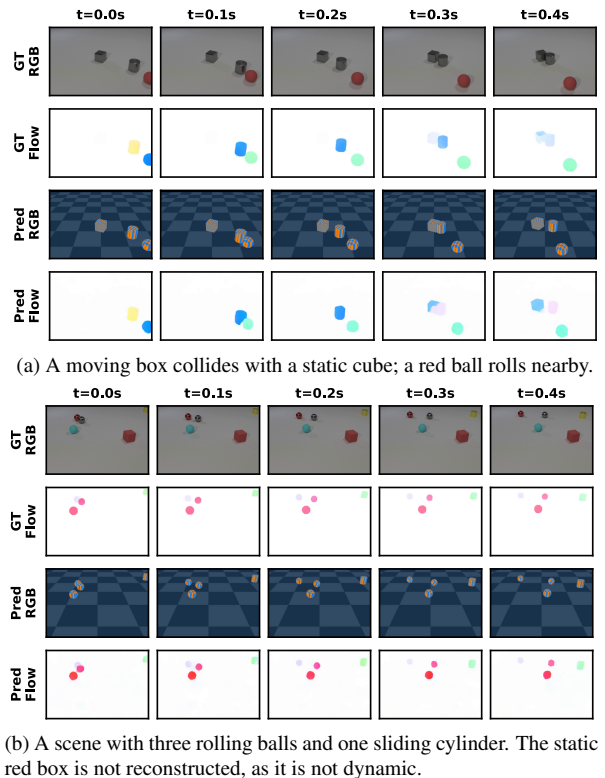 t=0.0s t=0.1s t=0.2s t=0.3s t=0.4s
GT RGB
GT Flow
Pred RGB
Pred Flow
(a) A moving box collides with a static cube; a red ball rolls nearby.
t=0.0s t=0.1s t=0.2s t=0.3s t=0.4s
GT RGB
GT Flow
Pred RGB
Pred Flow
(b) A scene with three rolling balls and one sliding cylinder. The static
red box is not reconstructed, as it is not dynamic.